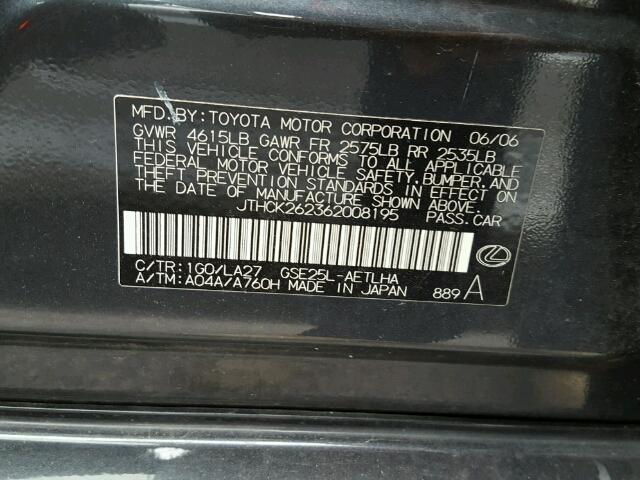 MFD. BY: TOYOTA MOTOR CORPORATION 06/06
GVWR 4615LB GAWR FR 2575LB RR 2535LB
THIS VEHICLE CONFORMS TO ALL APPLICABLE
FEDERAL MOTOR VEHICLE SAFETY, BUMPER, AND
THEFT PREVENTION STANDARDS IN EFFECT ON
THE DATE OF MANUFACTURE SHOWN ABOVE.
JTHCK262362008195 PASS. CAR
C/TR: 1G0/LA27 GSE25L-AETLHA
A/TM: A04A/A760H MADE IN JAPAN 889 A